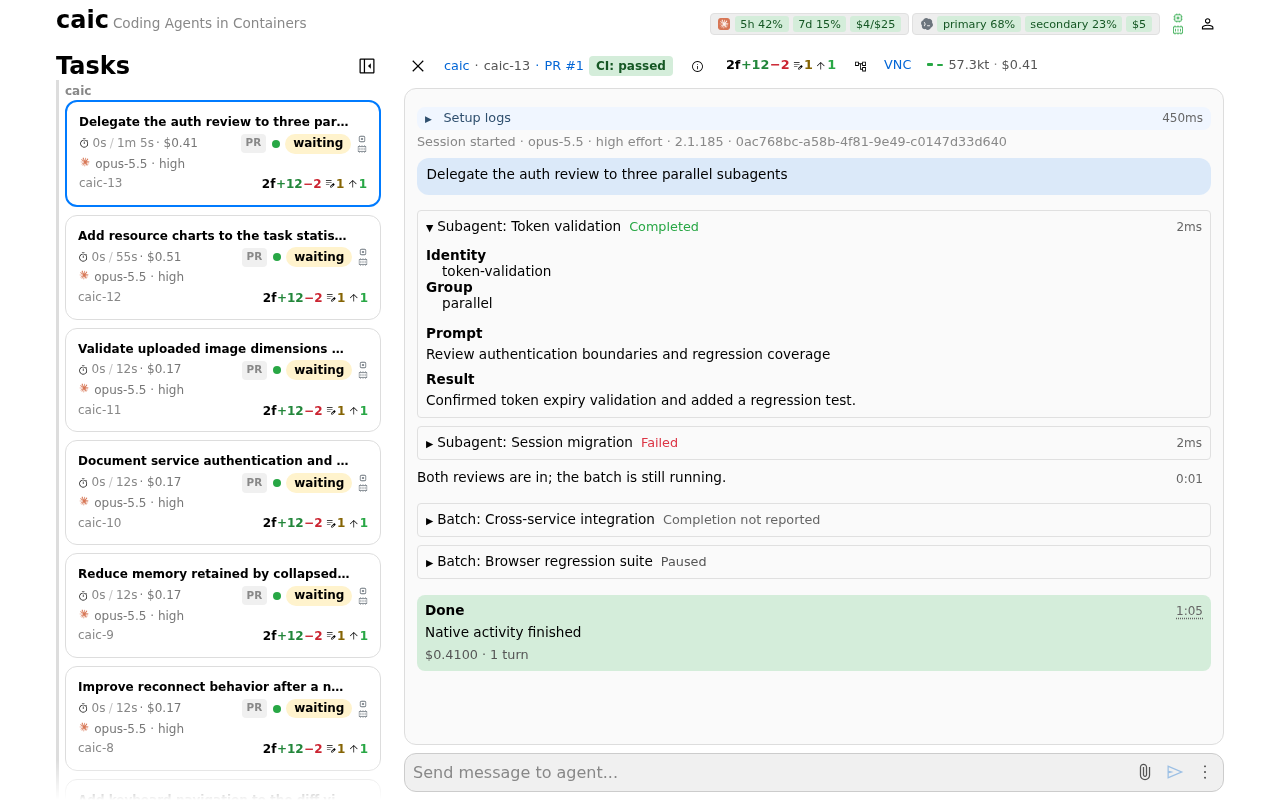 caic Coding Agents in Containers
5h 42% 7d 15% $4/$25 primary 68% secondary 23% $5
Tasks
caic · caic-13 · PR #1 CI: passed 2f+12−2 1 1 VNC 57.3kt · $0.41
caic
Delegate the auth review to three par…
0s / 1m 5s · $0.41 PR waiting
opus-5.5 · high
caic-13 2f+12−2 1 1
Add resource charts to the task statis…
0s / 55s · $0.51 PR waiting
opus-5.5 · high
caic-12 2f+12−2 1 1
Validate uploaded image dimensions …
0s / 12s · $0.17 PR waiting
opus-5.5 · high
caic-11 2f+12−2 1 1
Document service authentication and …
0s / 12s · $0.17 PR waiting
opus-5.5 · high
caic-10 2f+12−2 1 1
Reduce memory retained by collapsed…
0s / 12s · $0.17 PR waiting
opus-5.5 · high
caic-9 2f+12−2 1 1
Improve reconnect behavior after a n…
0s / 12s · $0.17 PR waiting
opus-5.5 · high
caic-8 2f+12−2 1 1
Add keyboard navigation to the diff vi…
Setup logs 450ms
Session started · opus-5.5 · high effort · 2.1.185 · 0ac768bc-a58b-4f81-9e49-c0147d33d640
Delegate the auth review to three parallel subagents
Subagent: Token validation Completed 2ms
Identity
token-validation
Group
parallel
Prompt
Review authentication boundaries and regression coverage
Result
Confirmed token expiry validation and added a regression test.
Subagent: Session migration Failed 2ms
Both reviews are in; the batch is still running. 0:01
Batch: Cross-service integration Completion not reported
Batch: Browser regression suite Paused
Done 1:05
Native activity finished
$0.4100 · 1 turn
Send message to agent…